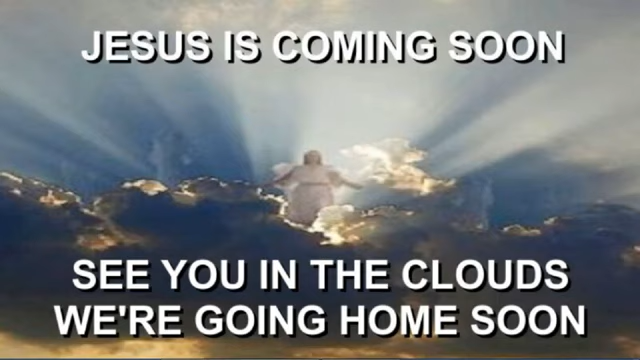 JESUS IS COMING SOON
SEE YOU IN THE CLOUDS
WE'RE GOING HOME SOON